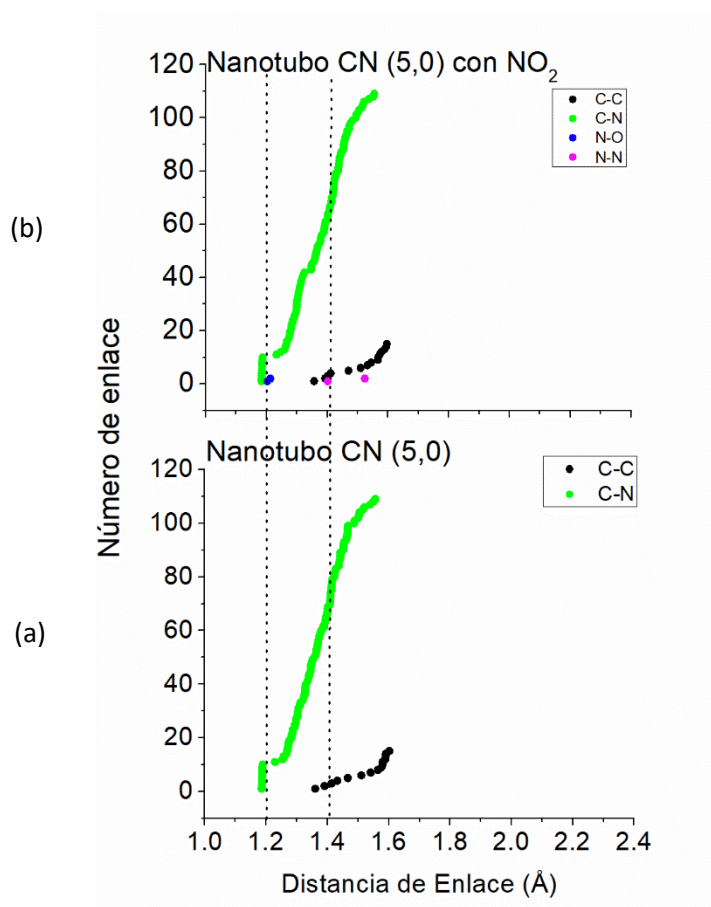 (b)
Número de enlace
Nanotubo CN (5,0) con NO₂
120
100
80
60
40
20
0
C-C
C-N
N-O
N-N
(a)
Nanotubo CN (5,0)
120
100
80
60
40
20
0
C-C
C-N
1.0 1.2 1.4 1.6 1.8 2.0 2.2 2.4
Distancia de Enlace (Å)